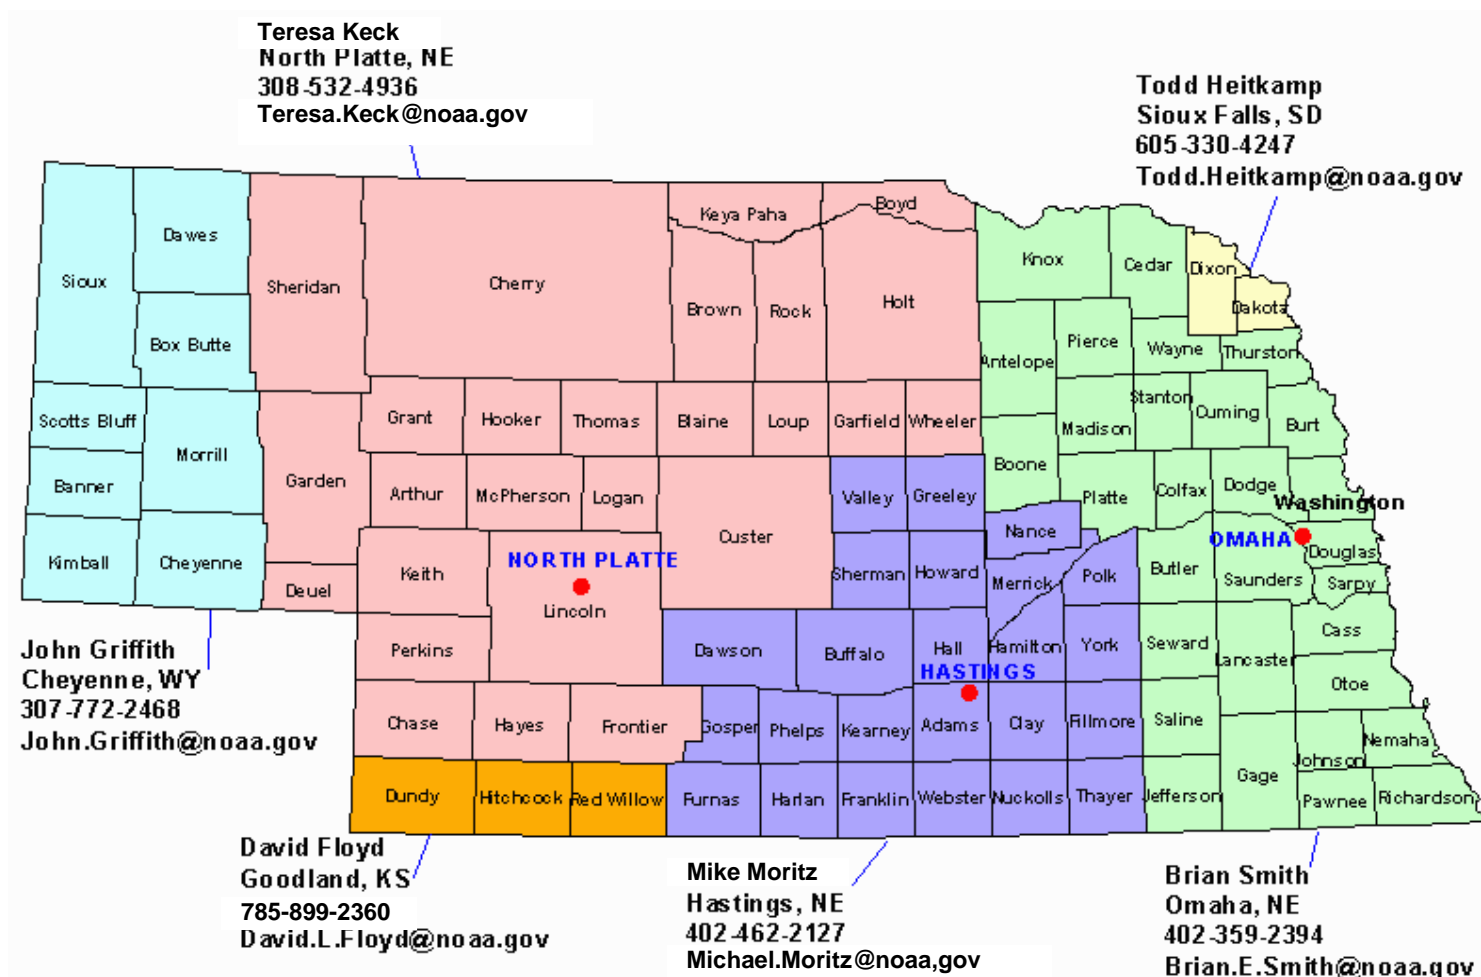 Teresa Keck
North Platte, NE
308-532-4936
Teresa.Keck@noaa.gov
Todd Heitkamp
Sioux Falls, SD
605-330-4247
Todd.Heitkamp@noaa.gov
Sioux
Dawes
Box Butte
Sheridan
Cherry
Keya Paha
Boyd
Brown
Rock
Holt
Knox
Cedar
Dixon
Dakota
Antelope
Pierce
Wayne
Thurston
Scotts Bluff
Morrill
Banner
Kimball
Cheyenne
Garden
Deuel
Grant
Hooker
Thomas
Blaine
Loup
Garfield
Wheeler
Arthur
McPherson
Logan
Custer
Valley
Greeley
Boone
Madison
Stanton
Cuming
Burt
Platte
Colfax
Dodge
Washington
Nance
Keith
NORTH PLATTE
Lincoln
Sherman
Howard
Merrick
Polk
Butler
OMAHA
Saunders
Douglas
Sarpy
Perkins
Dawson
Buffalo
Hall
Hamilton
York
Seward
Lancaster
Cass
Otoe
HASTINGS
Chase
Hayes
Frontier
Gosper
Phelps
Kearney
Adams
Clay
Fillmore
Saline
Gage
Johnson
Nemaha
Dundy
Hitchcock
Red Willow
Furnas
Harlan
Franklin
Webster
Nuckolls
Thayer
Jefferson
Pawnee
Richardson
John Griffith
Cheyenne, WY
307-772-2468
John.Griffith@noaa.gov
David Floyd
Goodland, KS
785-899-2360
David.L.Floyd@noaa.gov
Mike Moritz
Hastings, NE
402-462-2127
Michael.Moritz@noaa,gov
Brian Smith
Omaha, NE
402-359-2394
Brian.E.Smith@noaa.gov